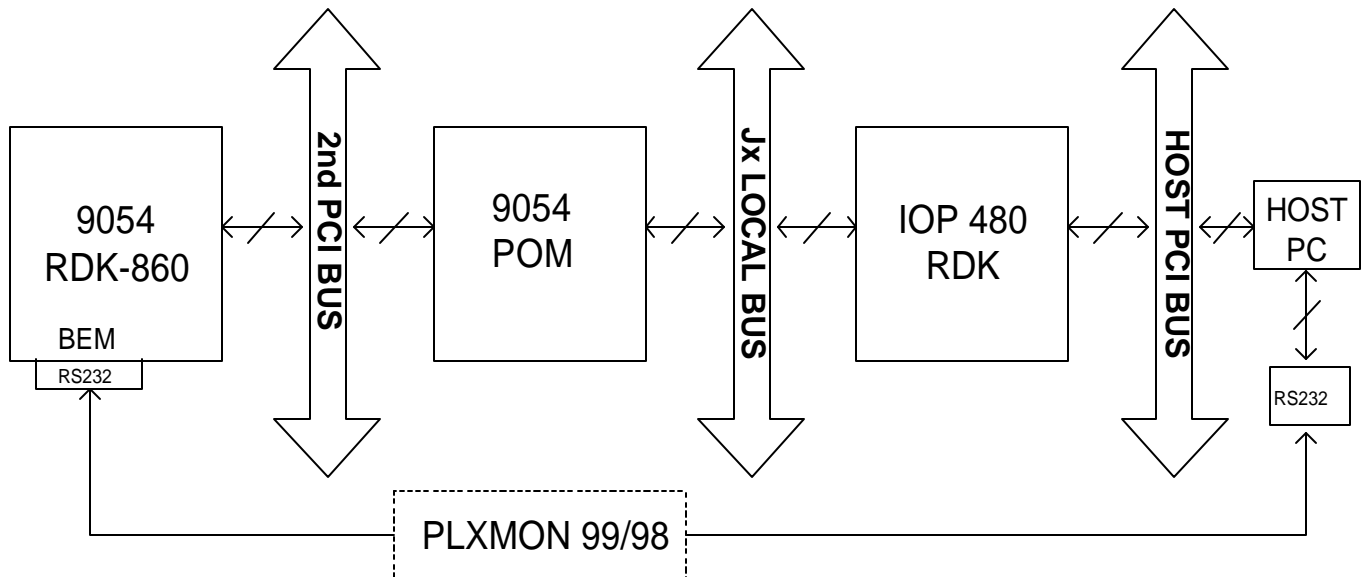 9054
RDK-860
BEM
RS232
2nd PCI BUS
9054
POM
Jx LOCAL BUS
IOP 480
RDK
HOST PCI BUS
HOST
PC
RS232
PLXMON 99/98